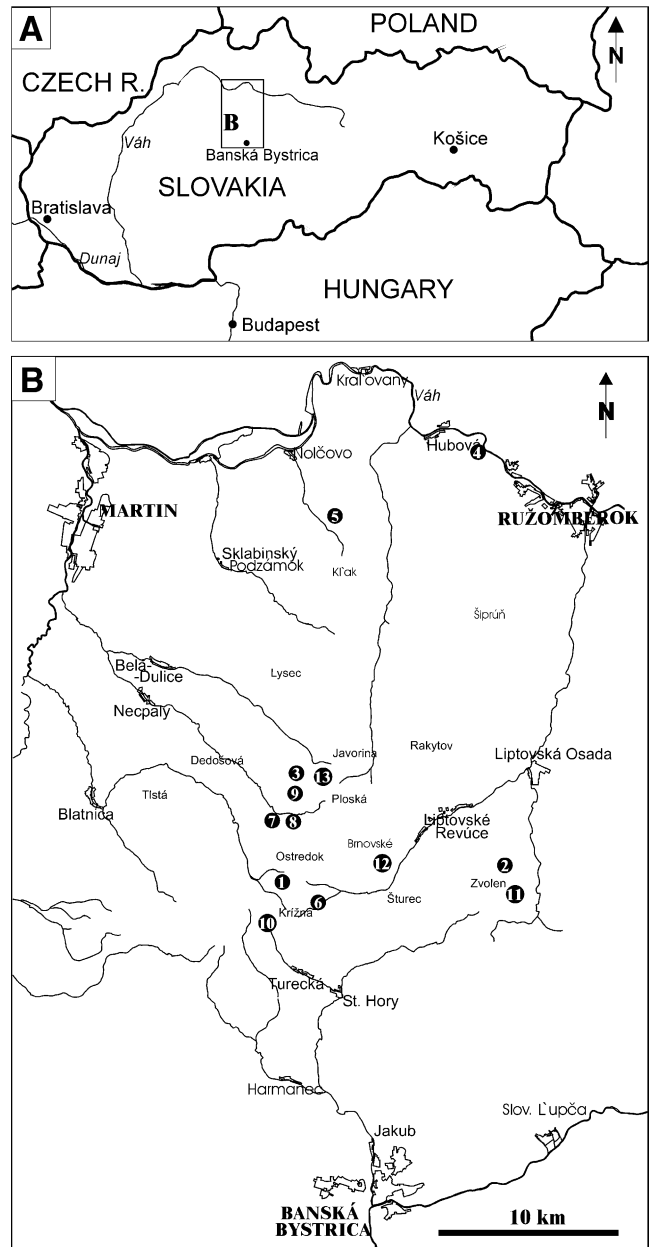 A
POLAND
N
CZECH R.
B
Váh
Banská Bystrica
Košice
SLOVAKIA
Bratislava
Dunaj
HUNGARY
Budapest
B
Kraľovany
Váh
N
Hubová
4
Nolčovo
MARTIN
5
RUŽOMBEROK
Sklabinský
Podzámok
Kľak
Šiprúň
Belá-
-Dulice
Lysec
Necpaly
Dedošová
Javorina
Rakytov
Liptovská Osada
3
13
Tlstá
9
Ploská
Blatnica
7
8
Liptovské
Revúce
Brnovské
Ostredok
12
2
1
Zvolen
6
Šturec
11
Krížna
10
Turecká
St. Hory
Harmanec
Slov. Ľupča
Jakub
BANSKÁ
BYSTRICA
10 km